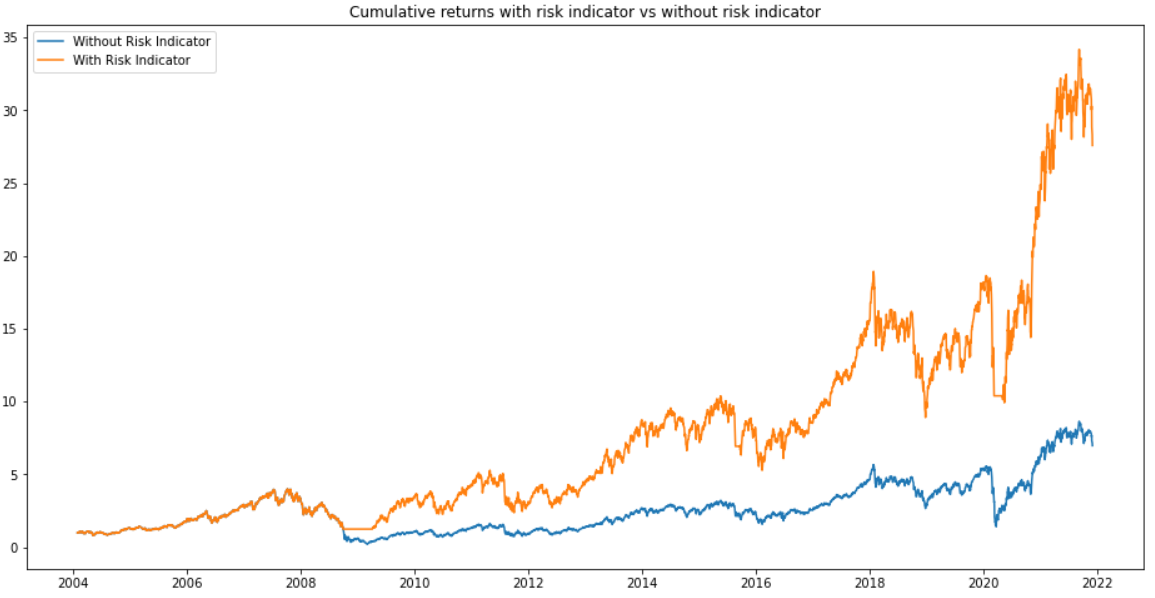 Cumulative returns with risk indicator vs without risk indicator
Without Risk Indicator
With Risk Indicator
35
30
25
20
15
10
5
0
2004 2006 2008 2010 2012 2014 2016 2018 2020 2022